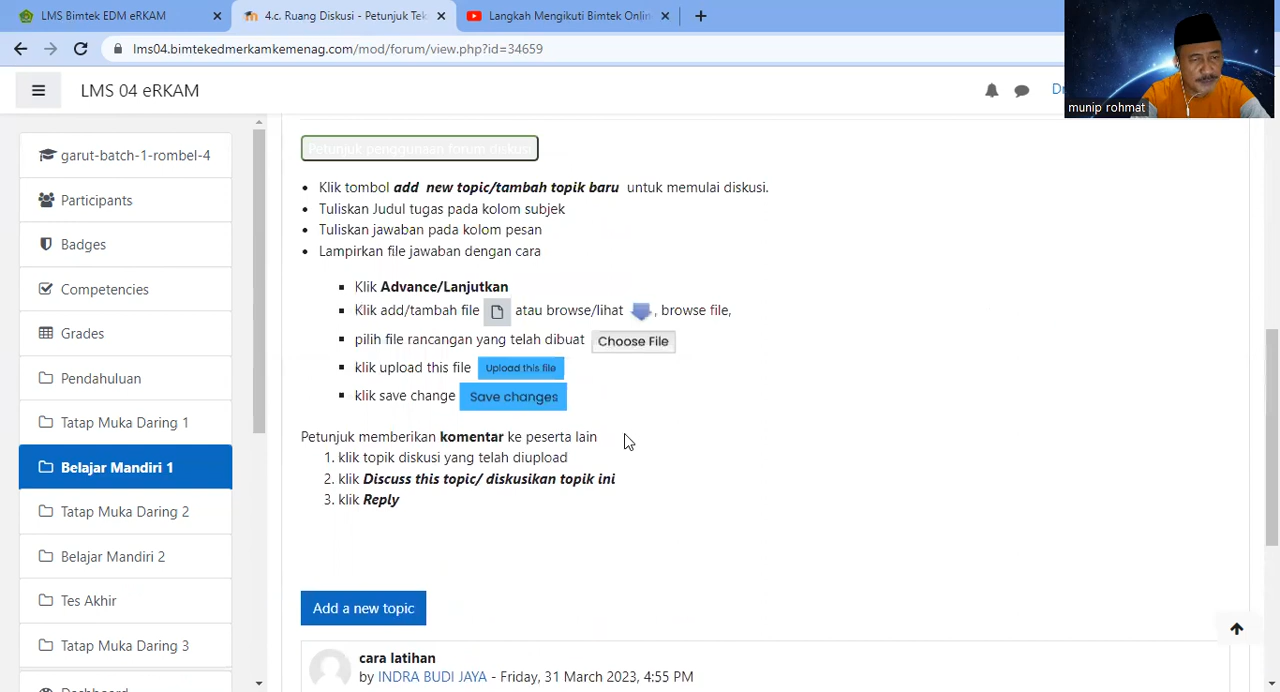 LMS Bimtek EDM eRKAM
4.c. Ruang Diskusi - Petunjuk Tek
Langkah Mengikuti Bimtek Onlin
lms04.bimtekedmerkamkemenag.com/mod/forum/view.php?id=34659
LMS 04 eRKAM
munip rohmat
garut-batch-1-rombel-4
Participants
Badges
Competencies
Grades
Pendahuluan
Tatap Muka Daring 1
Belajar Mandiri 1
Tatap Muka Daring 2
Belajar Mandiri 2
Tes Akhir
Tatap Muka Daring 3
Dashboard
Petunjuk penggunaan forum diskusi
Klik tombol add new topic/tambah topik baru untuk memulai diskusi.
Tuliskan Judul tugas pada kolom subjek
Tuliskan jawaban pada kolom pesan
Lampirkan file jawaban dengan cara
Klik Advance/Lanjutkan
Klik add/tambah file atau browse/lihat , browse file,
pilih file rancangan yang telah dibuat Choose File
klik upload this file Upload this file
klik save change Save changes
Petunjuk memberikan komentar ke peserta lain
1. klik topik diskusi yang telah diupload
2. klik Discuss this topic/ diskusikan topik ini
3. klik Reply
Add a new topic
cara latihan
by INDRA BUDI JAYA - Friday, 31 March 2023, 4:55 PM